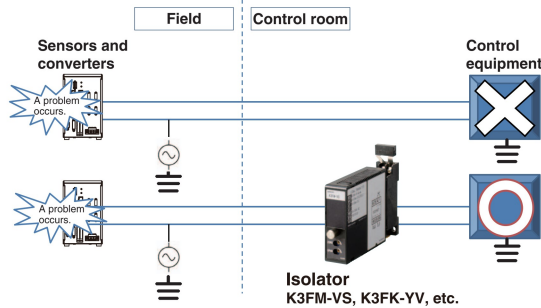 Field
Control room
Sensors and
converters
Control
equipment
A problem
occurs.
A problem
occurs.
Isolator
K3FM-VS, K3FK-YV, etc.